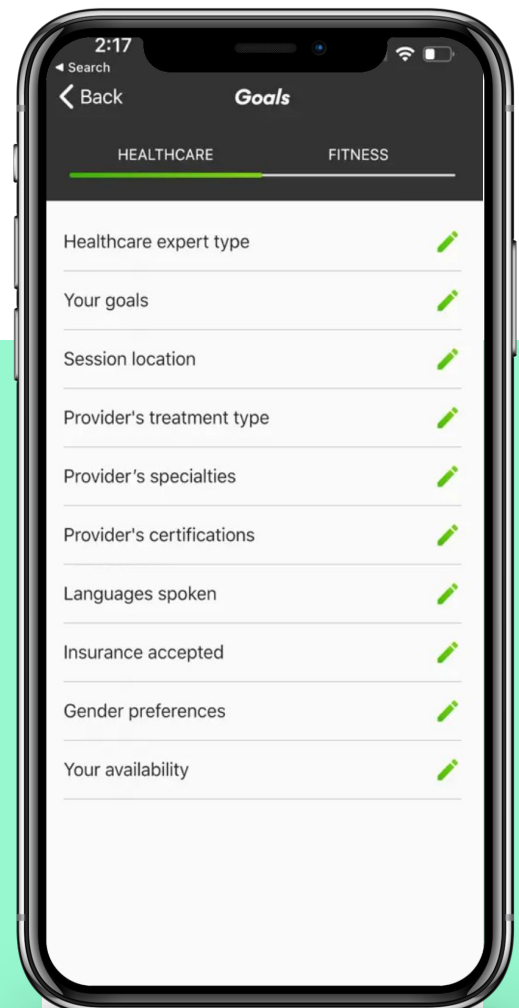 2:17
◂ Search
Back
Goals
HEALTHCARE FITNESS
Healthcare expert type
Your goals
Session location
Provider's treatment type
Provider’s specialties
Provider's certifications
Languages spoken
Insurance accepted
Gender preferences
Your availability